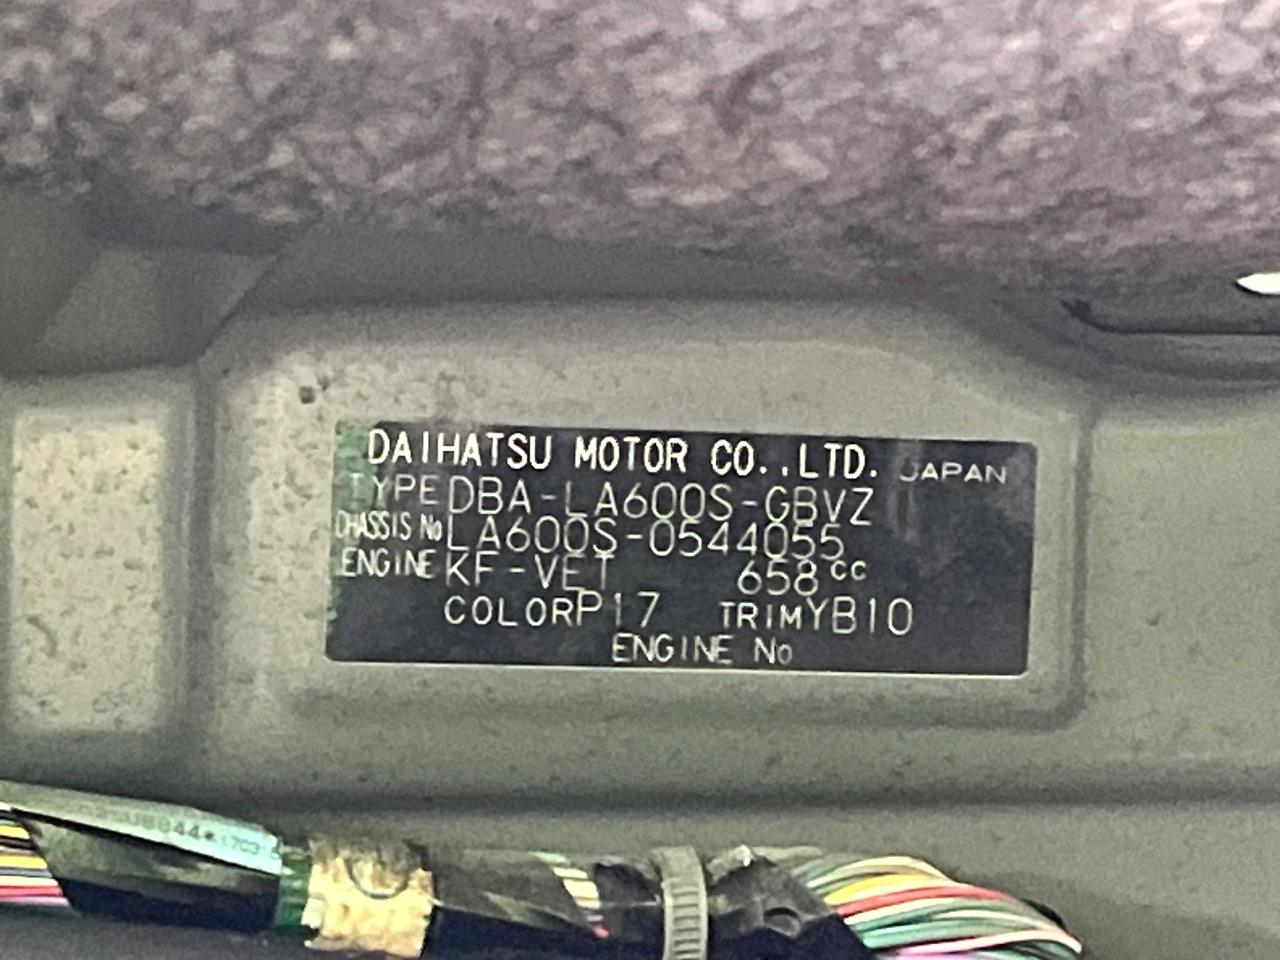 DAIHATSU MOTOR CO.,LTD. JAPAN
TYPE DBA-LA600S-GBVZ
CHASSIS No LA600S-0544055
ENGINE KF-VET 658cc
COLOR P17 TRIM YB10
ENGINE No